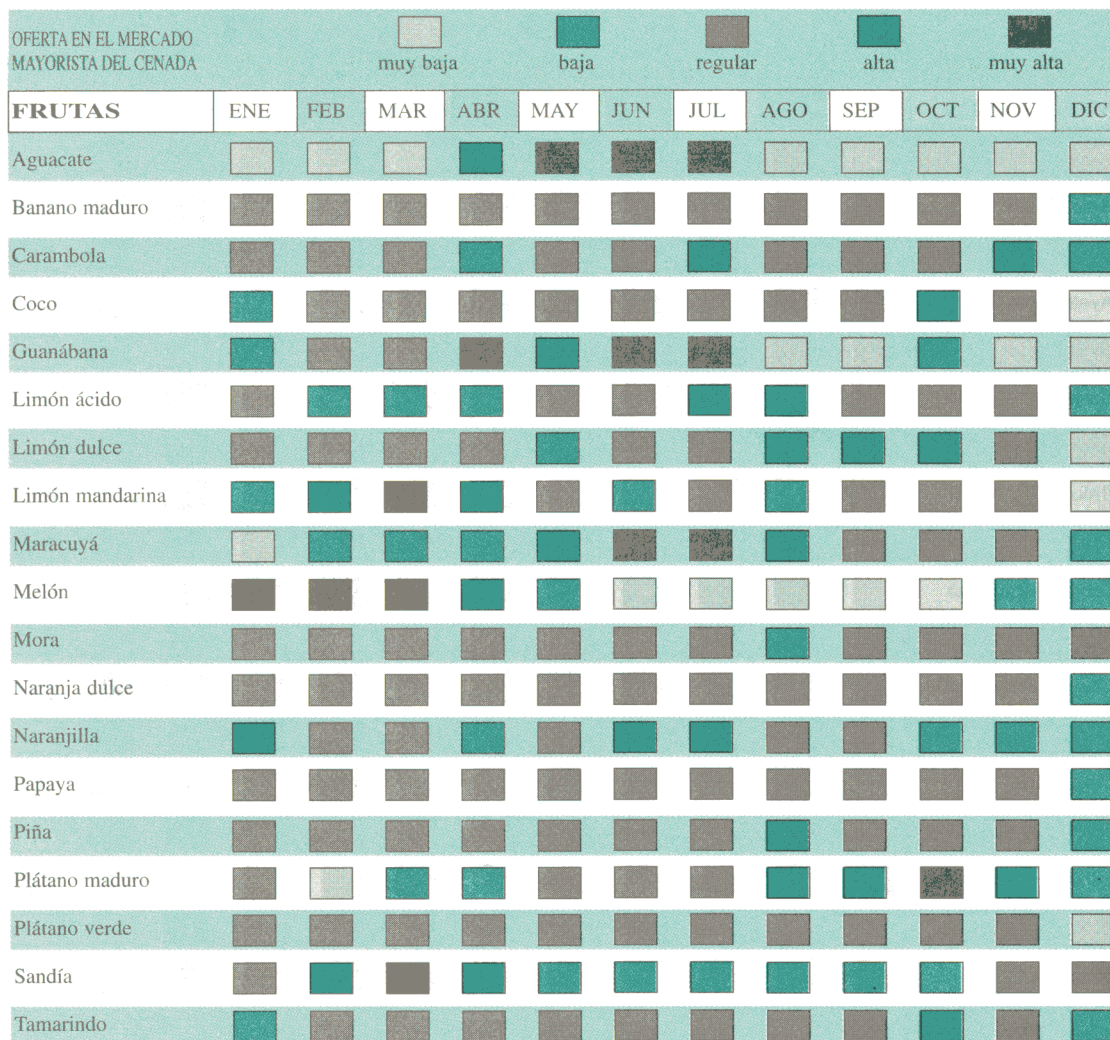 OFERTA EN EL MERCADO
MAYORISTA DEL CENADA
muy baja baja regular alta muy alta
FRUTAS ENE FEB MAR ABR MAY JUN JUL AGO SEP OCT NOV DIC
Aguacate
Banano maduro
Carambola
Coco
Guanábana
Limón ácido
Limón dulce
Limón mandarina
Maracuyá
Melón
Mora
Naranja dulce
Naranjilla
Papaya
Piña
Plátano maduro
Plátano verde
Sandía
Tamarindo